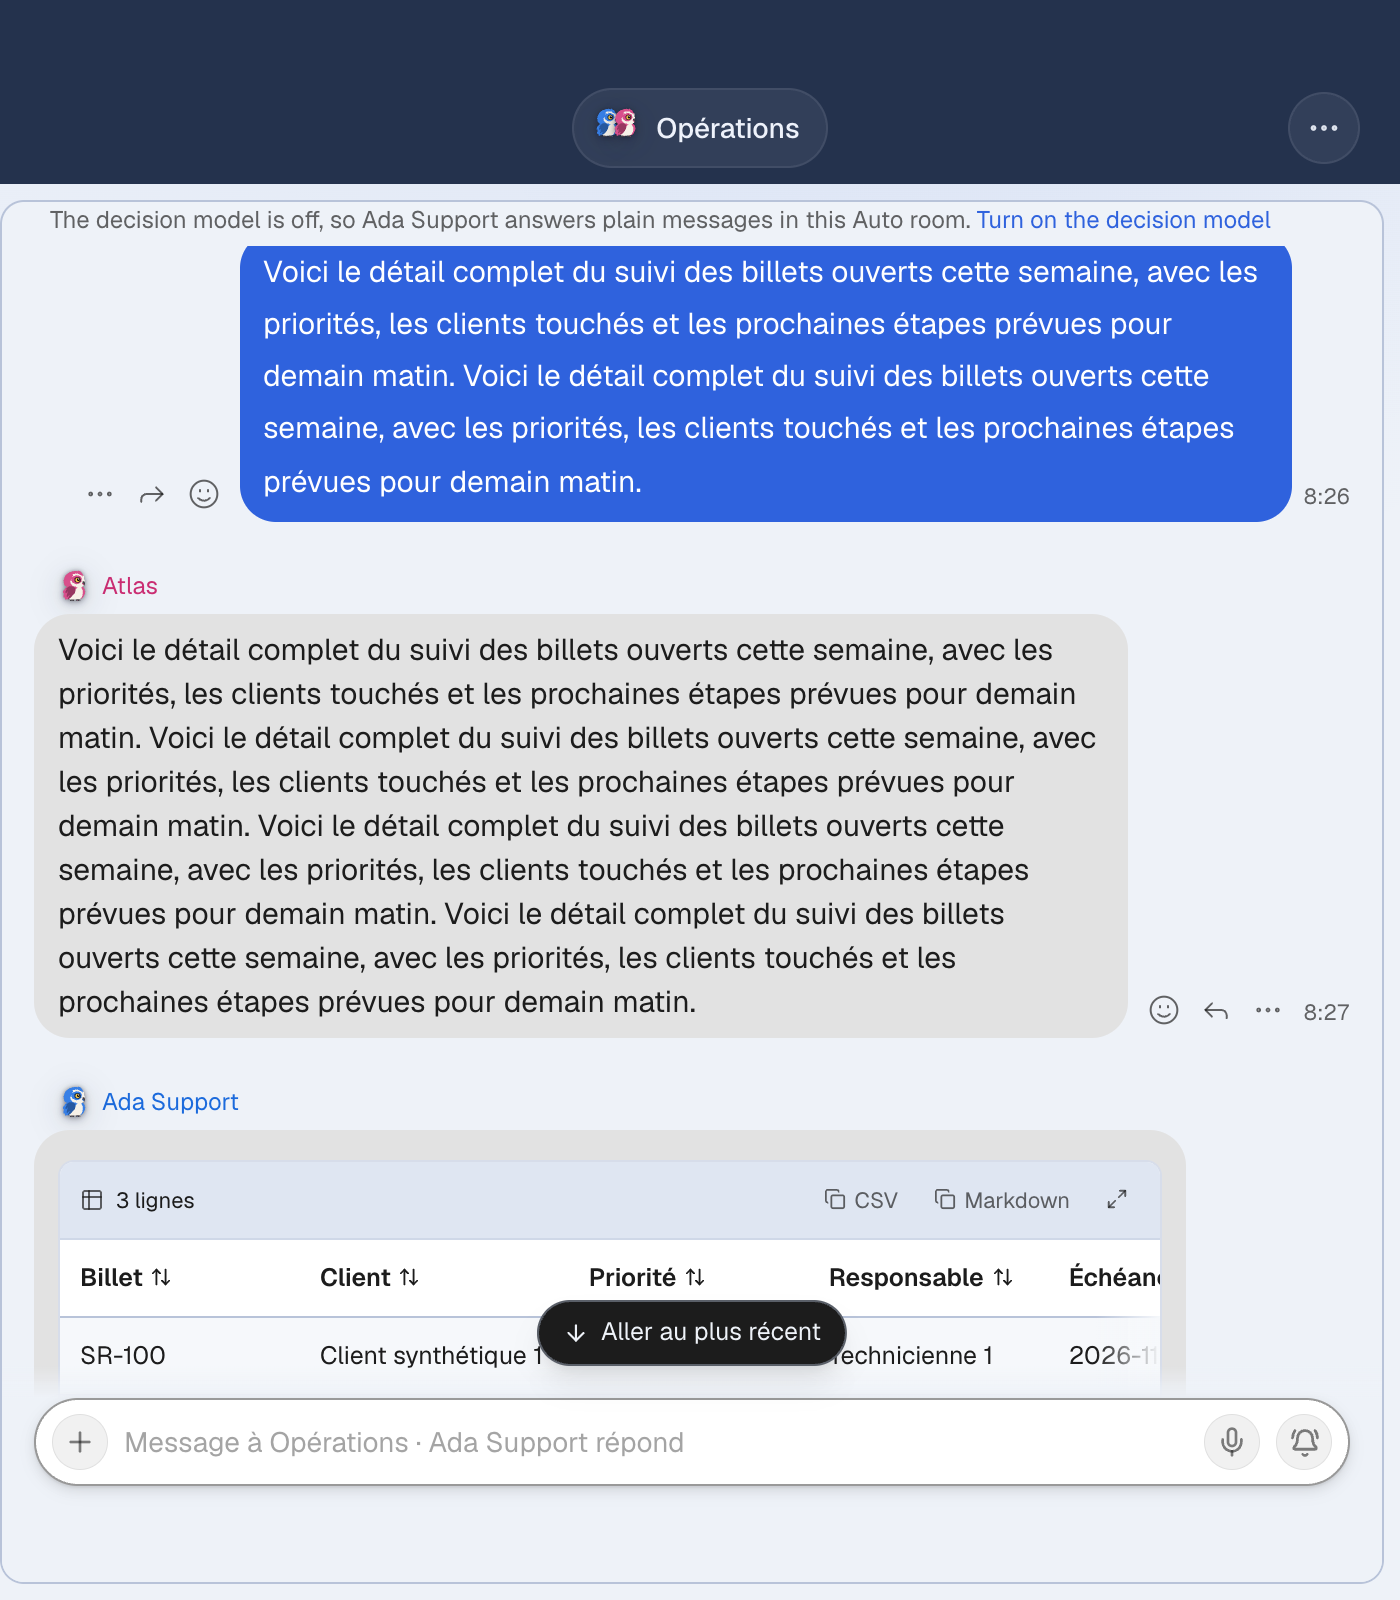 Opérations
The decision model is off, so Ada Support answers plain messages in this Auto room. Turn on the decision model
Voici le détail complet du suivi des billets ouverts cette semaine, avec les
priorités, les clients touchés et les prochaines étapes prévues pour
demain matin. Voici le détail complet du suivi des billets ouverts cette
semaine, avec les priorités, les clients touchés et les prochaines étapes
prévues pour demain matin.
8:26
Atlas
Voici le détail complet du suivi des billets ouverts cette semaine, avec les
priorités, les clients touchés et les prochaines étapes prévues pour demain
matin. Voici le détail complet du suivi des billets ouverts cette semaine, avec
les priorités, les clients touchés et les prochaines étapes prévues pour
demain matin. Voici le détail complet du suivi des billets ouverts cette
semaine, avec les priorités, les clients touchés et les prochaines étapes
prévues pour demain matin. Voici le détail complet du suivi des billets
ouverts cette semaine, avec les priorités, les clients touchés et les
prochaines étapes prévues pour demain matin.
8:27
Ada Support
3 lignes CSV Markdown
Billet Client Priorité Responsable
SR-100 Client synthétique 1 Technicienne 1
Aller au plus récent
Message à Opérations · Ada Support répond